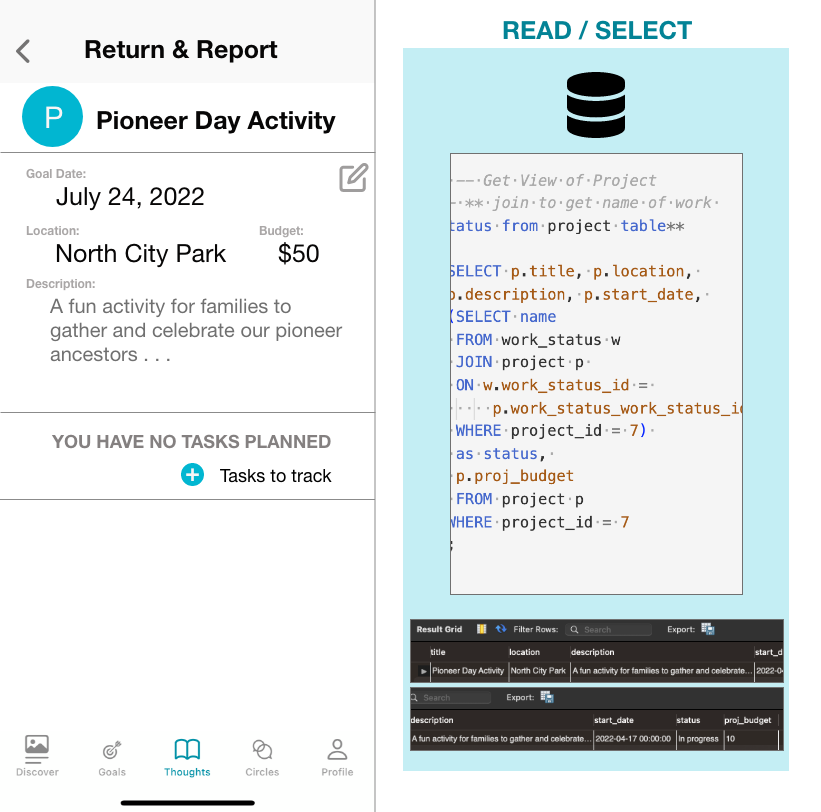 Return & Report
P
Pioneer Day Activity
Goal Date:
July 24, 2022
Location:
Budget:
North City Park
$50
Description:
A fun activity for families to
gather and celebrate our pioneer
ancestors . . .
YOU HAVE NO TASKS PLANNED
Tasks to track
Discover
Goals
Thoughts
Circles
Profile
READ / SELECT
-- Get View of Project
- ** join to get name of work
tatus from project table**
SELECT p.title, p.location,
p.description, p.start_date,
(SELECT name
FROM work_status w
JOIN project p
ON w.work_status_id =
p.work_status_work_status_id
WHERE project_id = 7)
as status,
p.proj_budget
FROM project p
WHERE project_id = 7
;
Result Grid Filter Rows: Search Export:
title location description start_d
Pioneer Day Activity North City Park A fun activity for families to gather and celebrate... 2022-04
Search Export:
description start_date status proj_budget
A fun activity for families to gather and celebrate... 2022-04-17 00:00:00 In progress 10